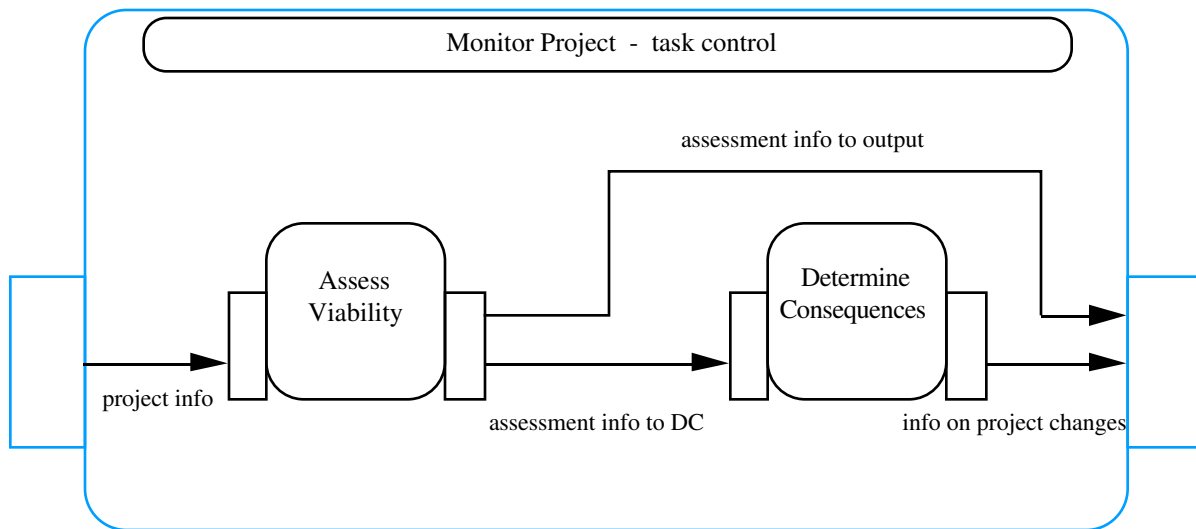 Monitor Project - task control
assessment info to output
Assess
Viability
Determine
Consequences
project info
assessment info to DC
info on project changes